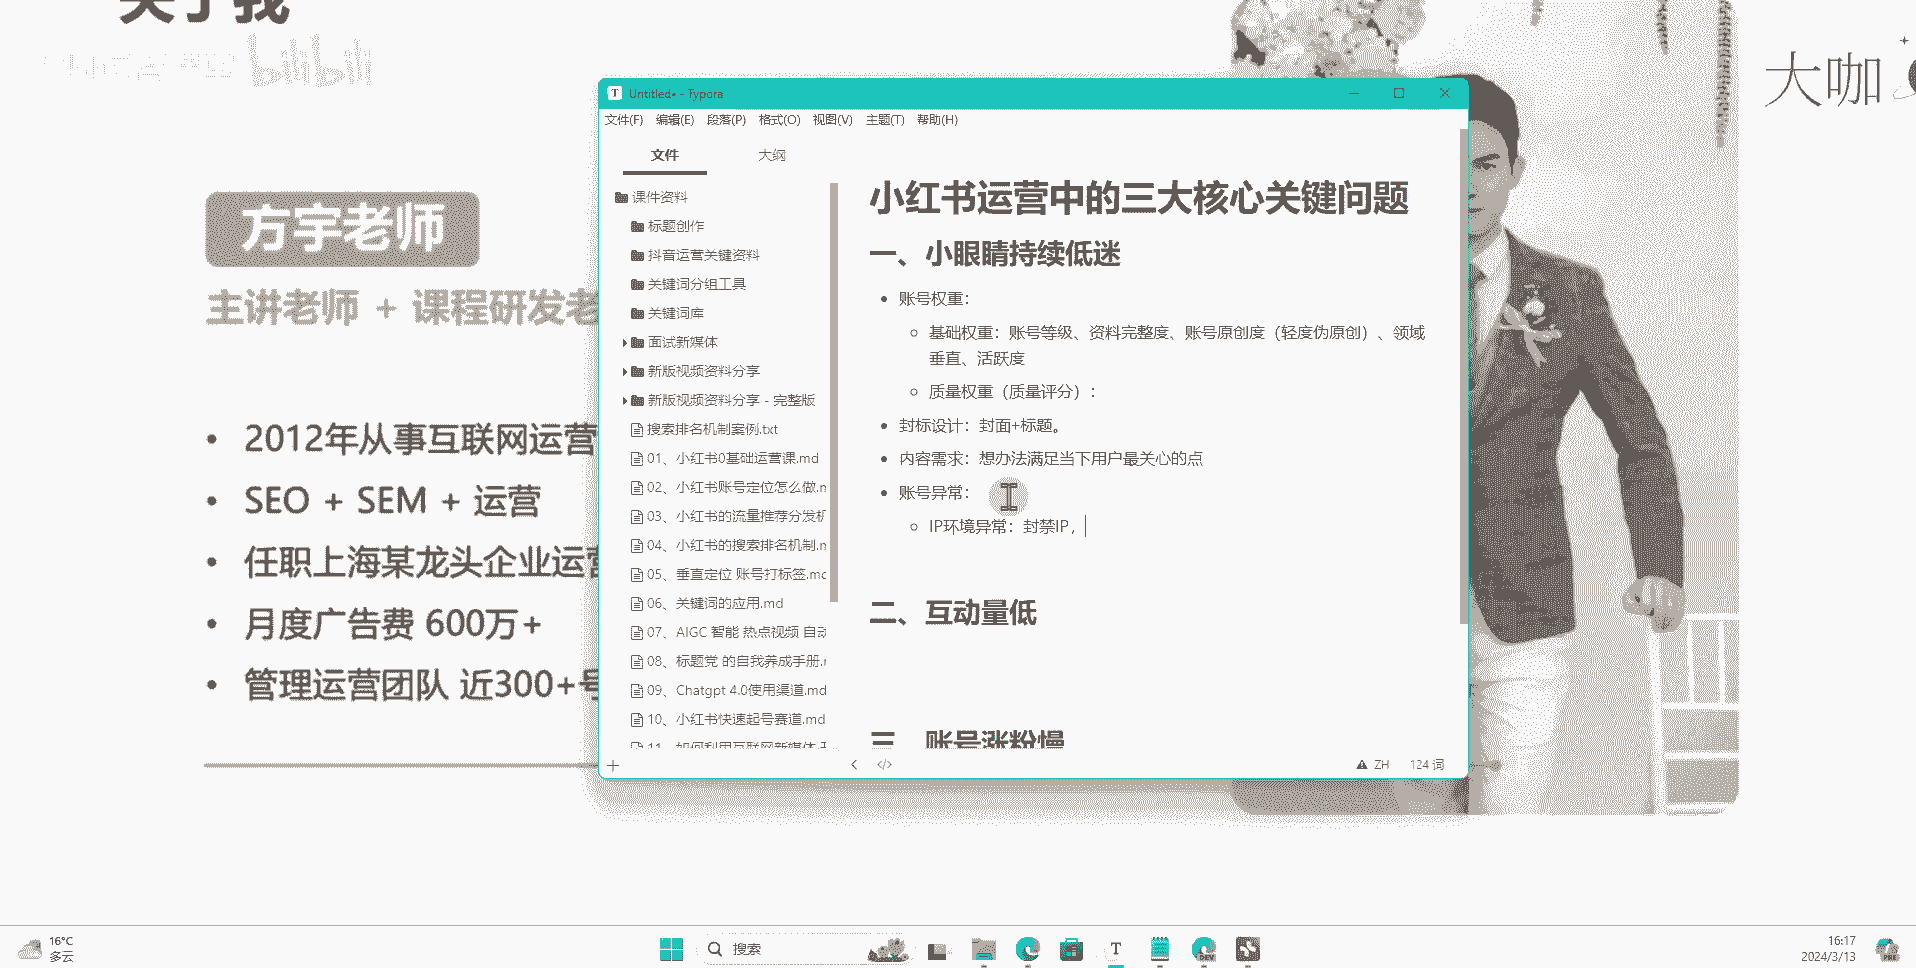 关于我
bilibili
大咖
方宇老师
主讲老师 + 课程研发老
2012年从事互联网运营
SEO + SEM + 运营
任职上海某龙头企业运营
月度广告费 600万+
管理运营团队 近300+号
Untitled• - Typora
文件(F) 编辑(E) 段落(P) 格式(O) 视图(V) 主题(T) 帮助(H)
文件 大纲
课件资料
标题创作
抖音运营关键资料
关键词分组工具
关键词库
面试新媒体
新版视频资料分享
新版视频资料分享 - 完整版
搜索排名机制案例.txt
01、小红书0基础运营课.md
02、小红书账号定位怎么做.m
03、小红书的流量推荐分发机
04、小红书的搜索排名机制.m
05、垂直定位 账号打标签.md
06、关键词的应用.md
07、AIGC 智能 热点视频 自动
08、标题党 的自我养成手册.m
09、Chatgpt 4.0使用渠道.md
10、小红书快速起号赛道.md
11、如何利用互联网新媒体
小红书运营中的三大核心关键问题
一、小眼睛持续低迷
账号权重：
基础权重：账号等级、资料完整度、账号原创度（轻度伪原创）、领域
垂直、活跃度
质量权重（质量评分）：
封标设计：封面+标题。
内容需求：想办法满足当下用户最关心的点
账号异常：
IP环境异常：封禁IP，
二、互动量低
三、账号涨粉慢
ZH 124 词
16°C
多云
搜索
DEV
16:17
2024/3/13
PRE